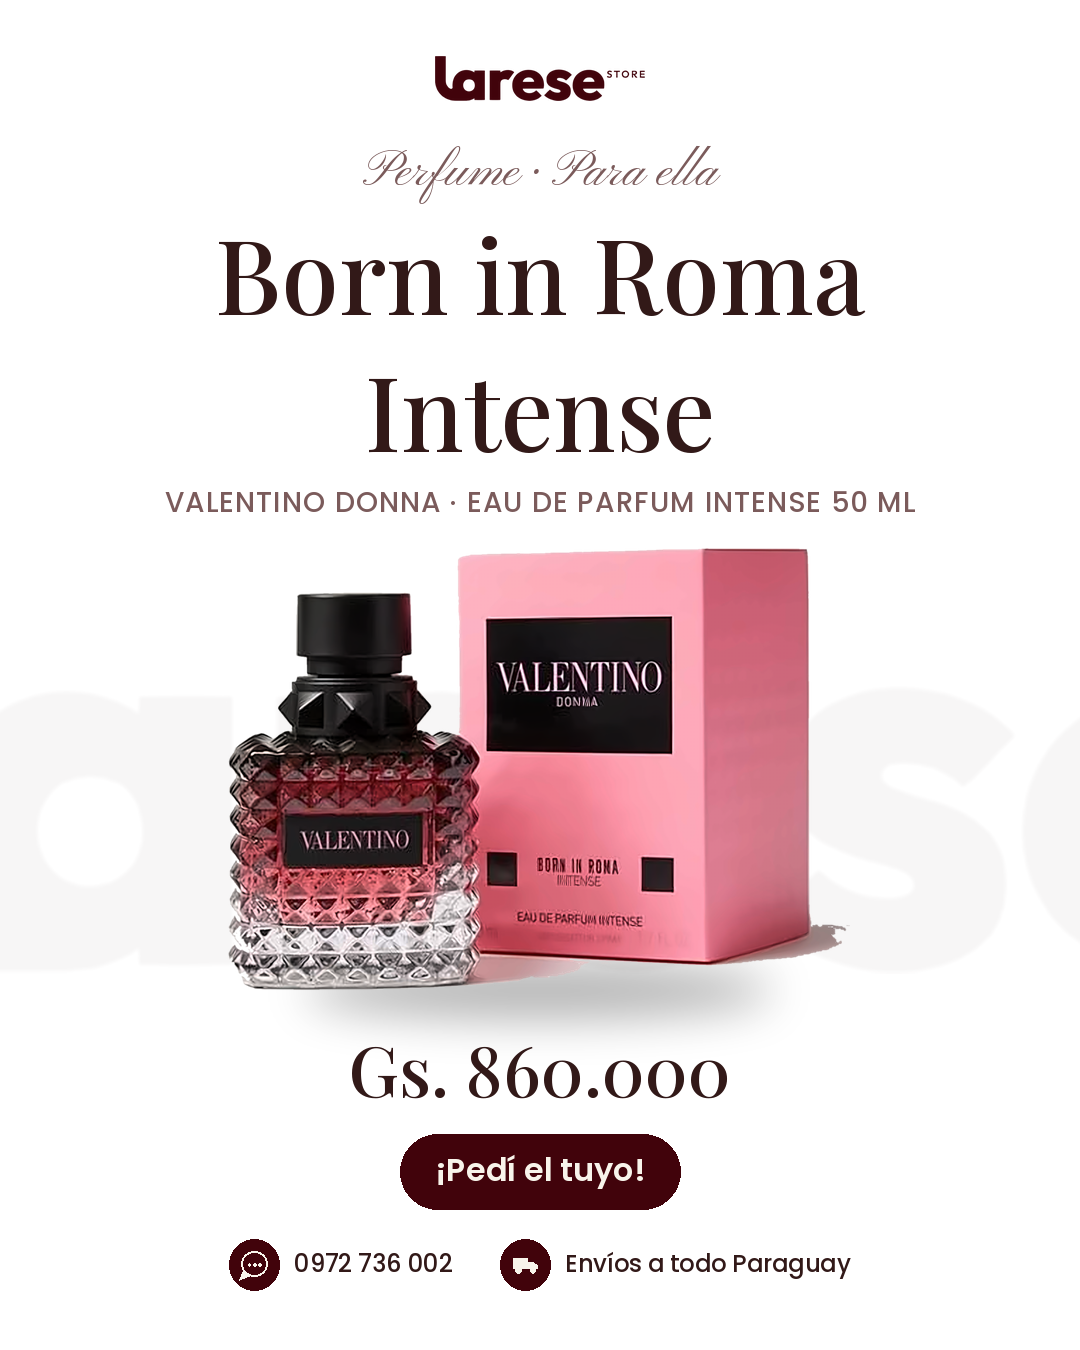 larese STORE
Perfume · Para ella
Born in Roma
Intense
VALENTINO DONNA · EAU DE PARFUM INTENSE 50 ML
VALENTINO
DONNA
VALENTINO
BORN IN ROMA
INTENSE
EAU DE PARFUM INTENSE
Gs. 860.000
¡Pedí el tuyo!
0972 736 002
Envíos a todo Paraguay